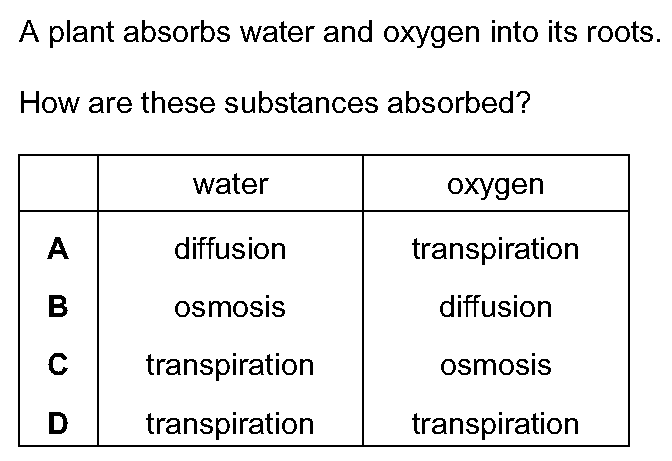 A plant absorbs water and oxygen into its roots.
How are these substances absorbed?
water oxygen
A diffusion transpiration
B osmosis diffusion
C transpiration osmosis
D transpiration transpiration